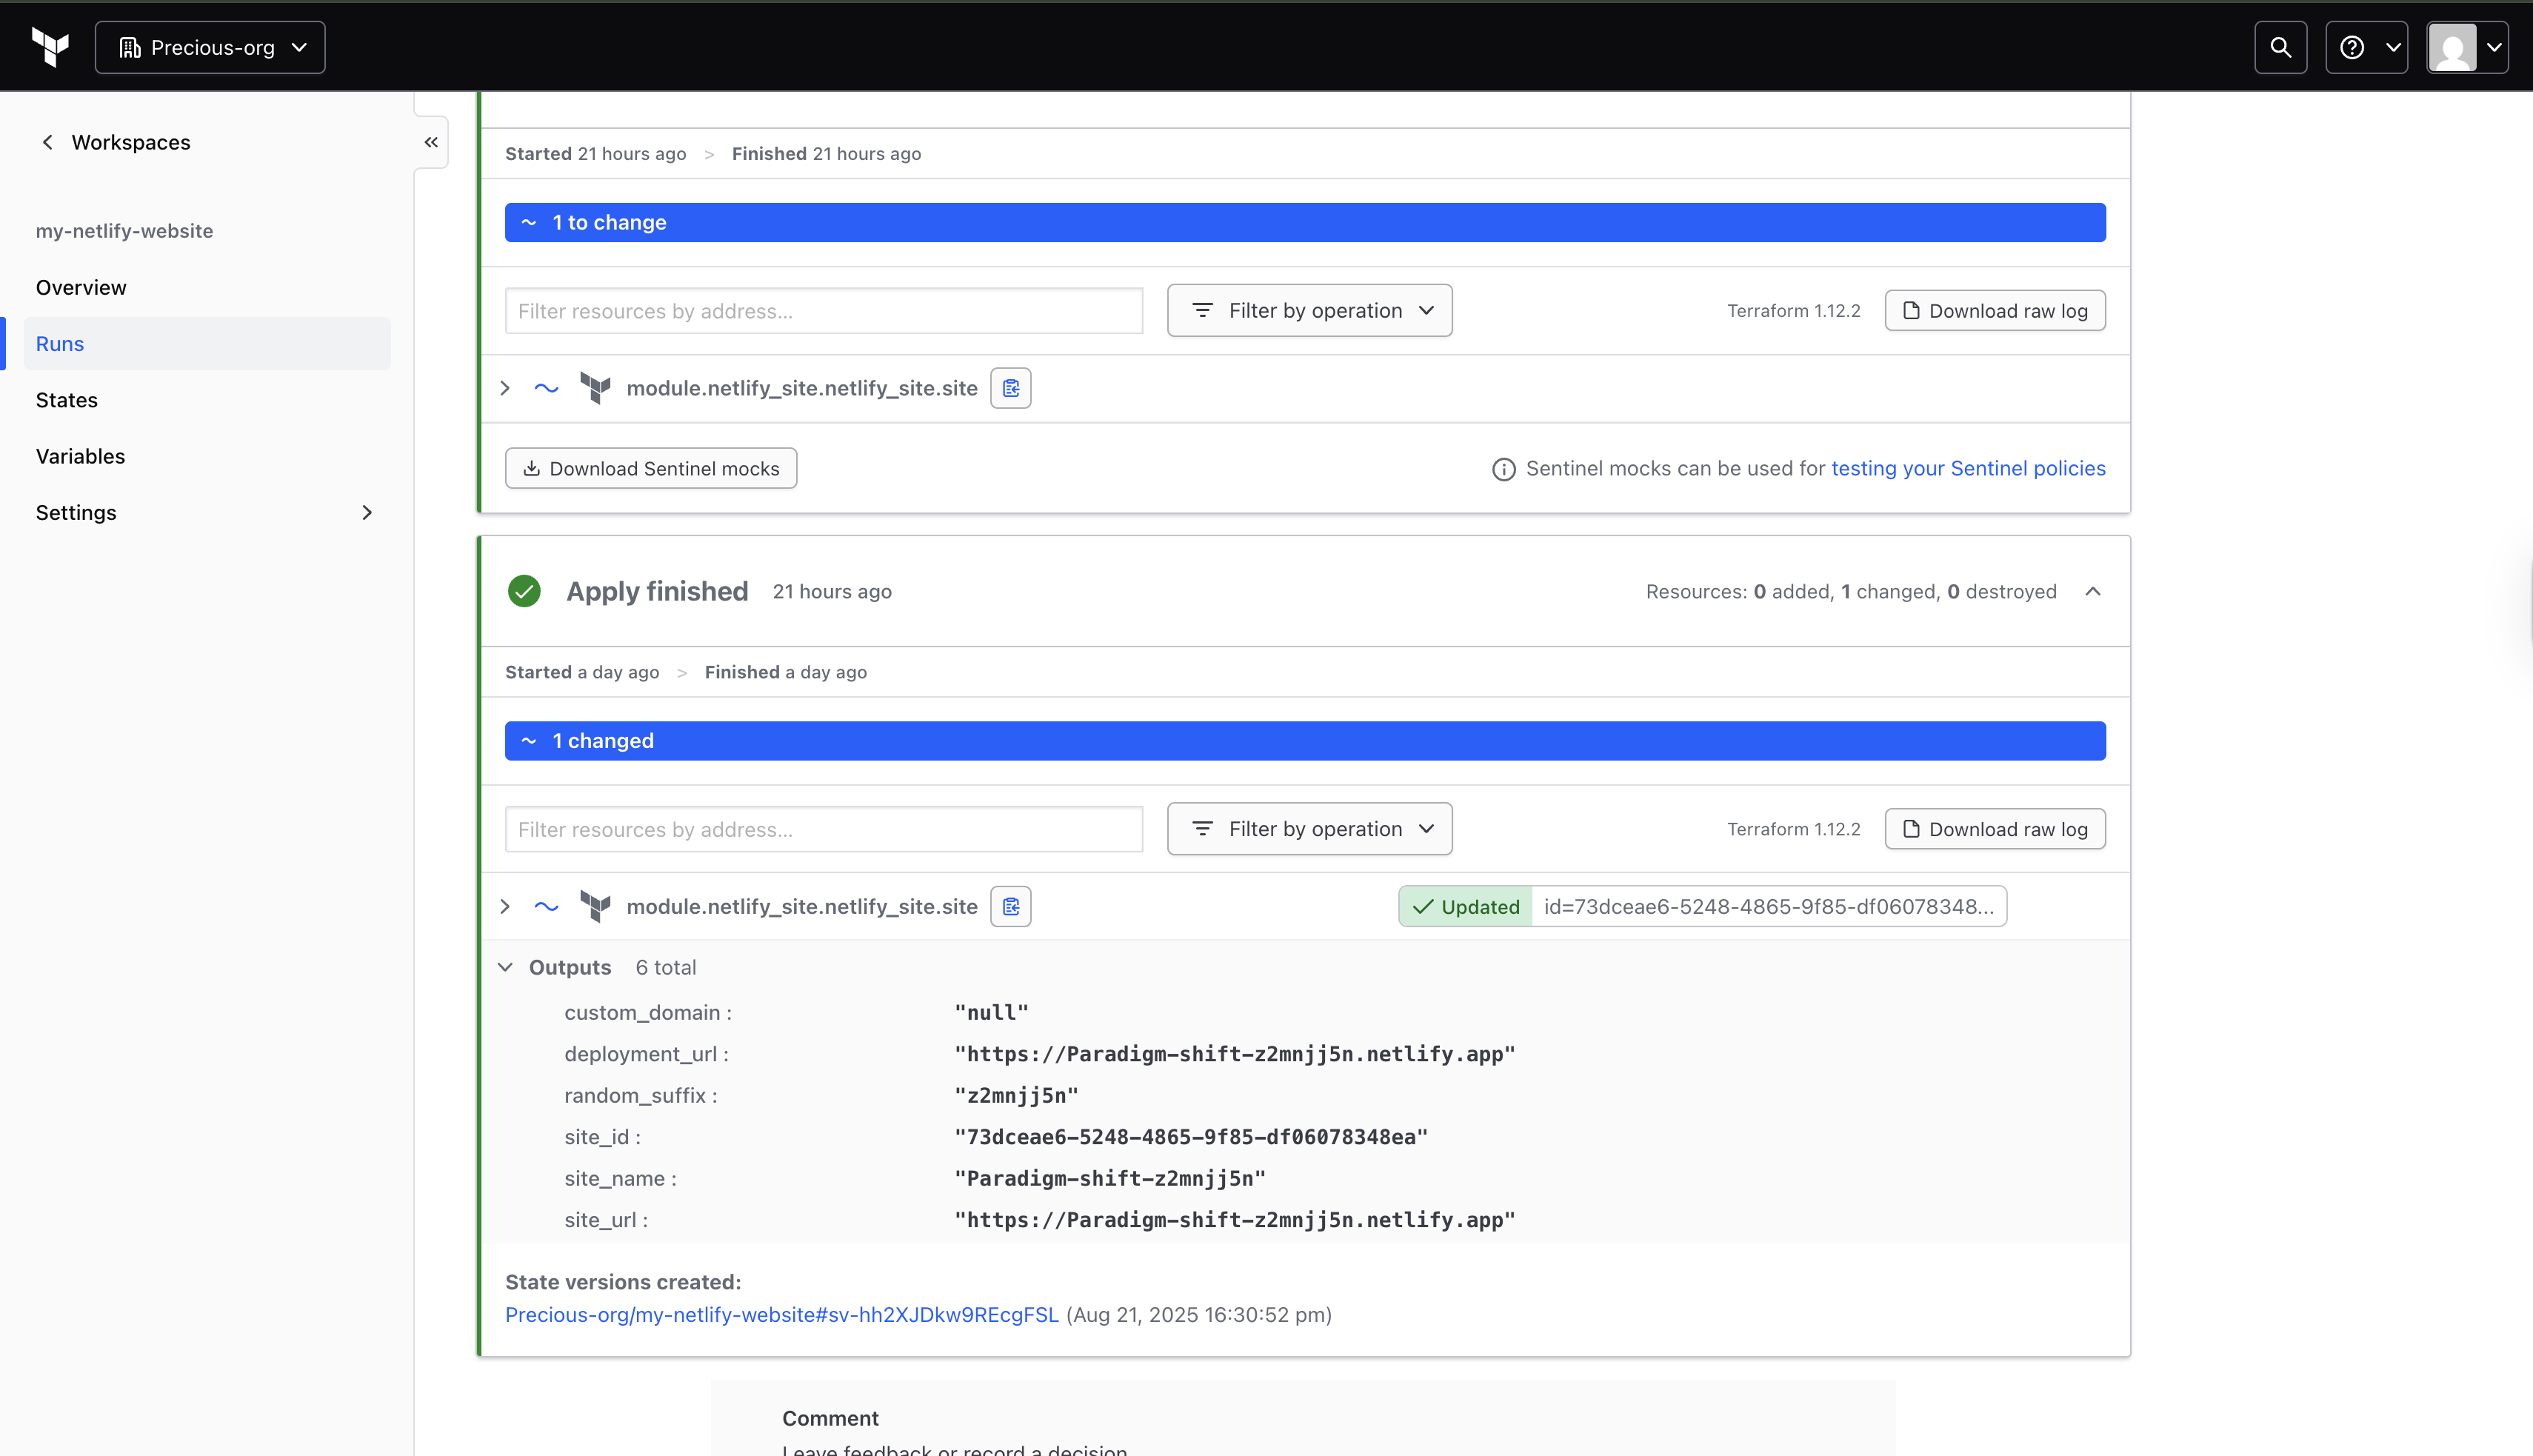 Precious-org
Workspaces
my-netlify-website
Overview
Runs
States
Variables
Settings
Started 21 hours ago > Finished 21 hours ago
~ 1 to change
Filter resources by address...
Filter by operation
Terraform 1.12.2
Download raw log
module.netlify_site.netlify_site.site
Download Sentinel mocks
Sentinel mocks can be used for testing your Sentinel policies
Apply finished 21 hours ago
Resources: 0 added, 1 changed, 0 destroyed
Started a day ago > Finished a day ago
~ 1 changed
Filter resources by address...
Filter by operation
Terraform 1.12.2
Download raw log
module.netlify_site.netlify_site.site
Updated id=73dceae6-5248-4865-9f85-df06078348...
Outputs 6 total
custom_domain : "null"
deployment_url : "https://Paradigm-shift-z2mnjj5n.netlify.app"
random_suffix : "z2mnjj5n"
site_id : "73dceae6-5248-4865-9f85-df06078348ea"
site_name : "Paradigm-shift-z2mnjj5n"
site_url : "https://Paradigm-shift-z2mnjj5n.netlify.app"
State versions created:
Precious-org/my-netlify-website#sv-hh2XJDkw9REcgFSL (Aug 21, 2025 16:30:52 pm)
Comment
Leave feedback or record a decision